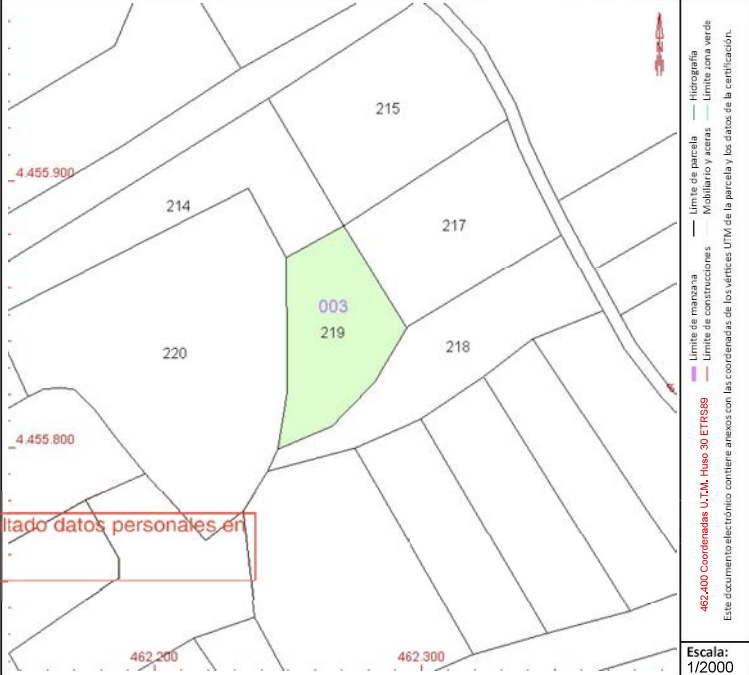 215
4.455.900
214
217
003
219
220
218
4.455.800
ltado datos personales en
462.200
462.300
N
Límite de manzana
Límite de parcela
Hidrografía
Límite de construcciones
Mobiliario y aceras
Límite zona verde
462.400 Coordenadas U.T.M. Huso 30 ETRS89
Este documento electrónico contiene anexos con las coordenadas de los vértices UTM de la parcela y los datos de la certificación.
Escala:
1/2000